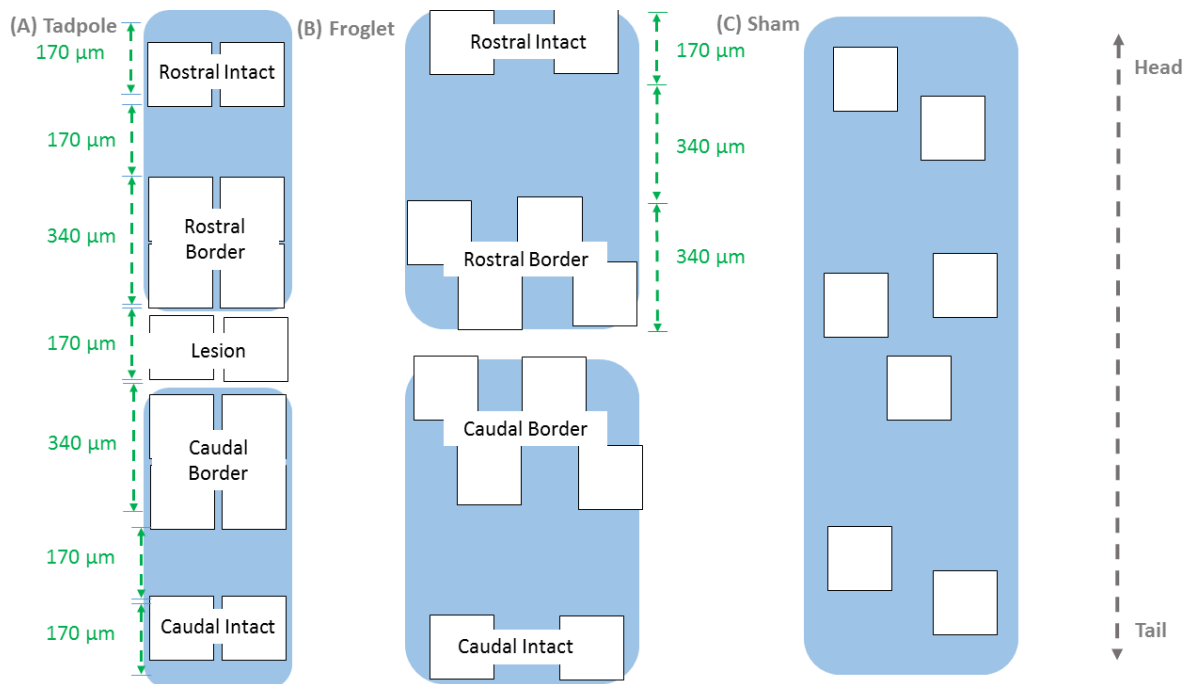 (A) Tadpole
170 µm
Rostral Intact
170 µm
340 µm
Rostral
Border
170 µm
Lesion
340 µm
Caudal
Border
170 µm
170 µm
Caudal Intact
(B) Froglet
Rostral Intact
170 µm
340 µm
Rostral Border
340 µm
Caudal Border
Caudal Intact
(C) Sham
Head
Tail